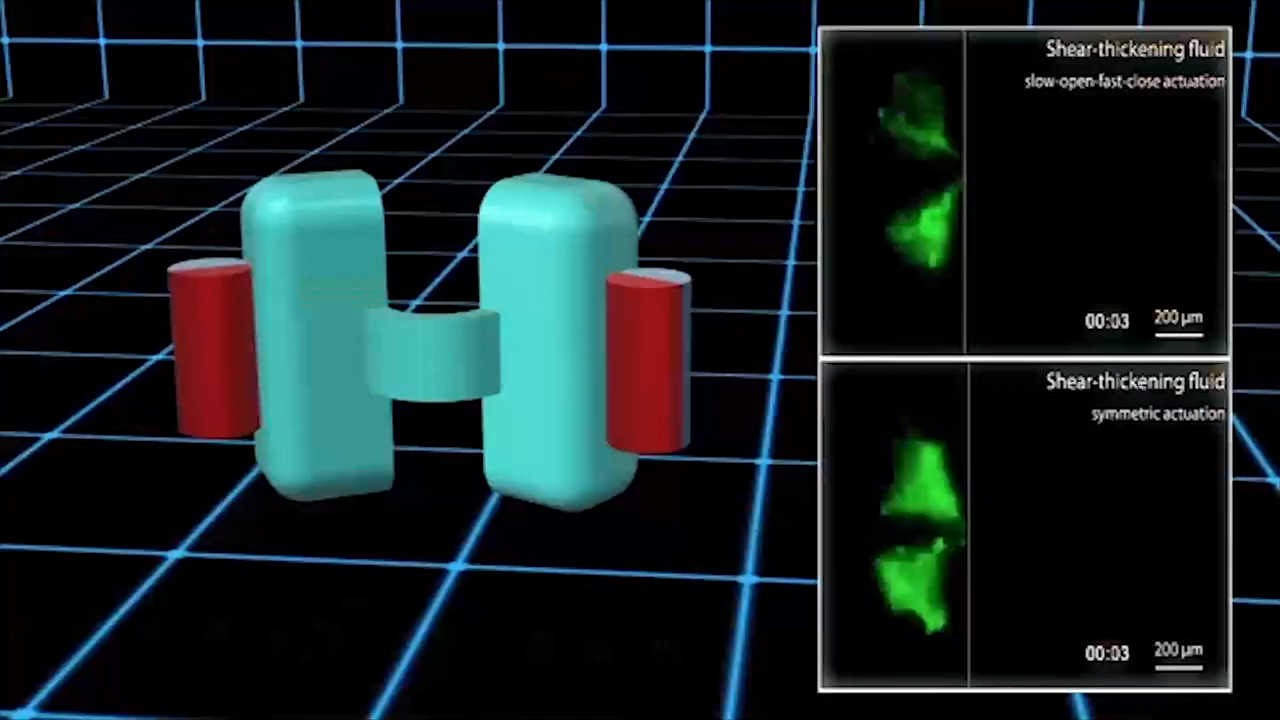 Shear-thickening fluid
slow-open-fast-close actuation
00:03
200 µm
Shear-thickening fluid
symmetric actuation
00:03
200 µm